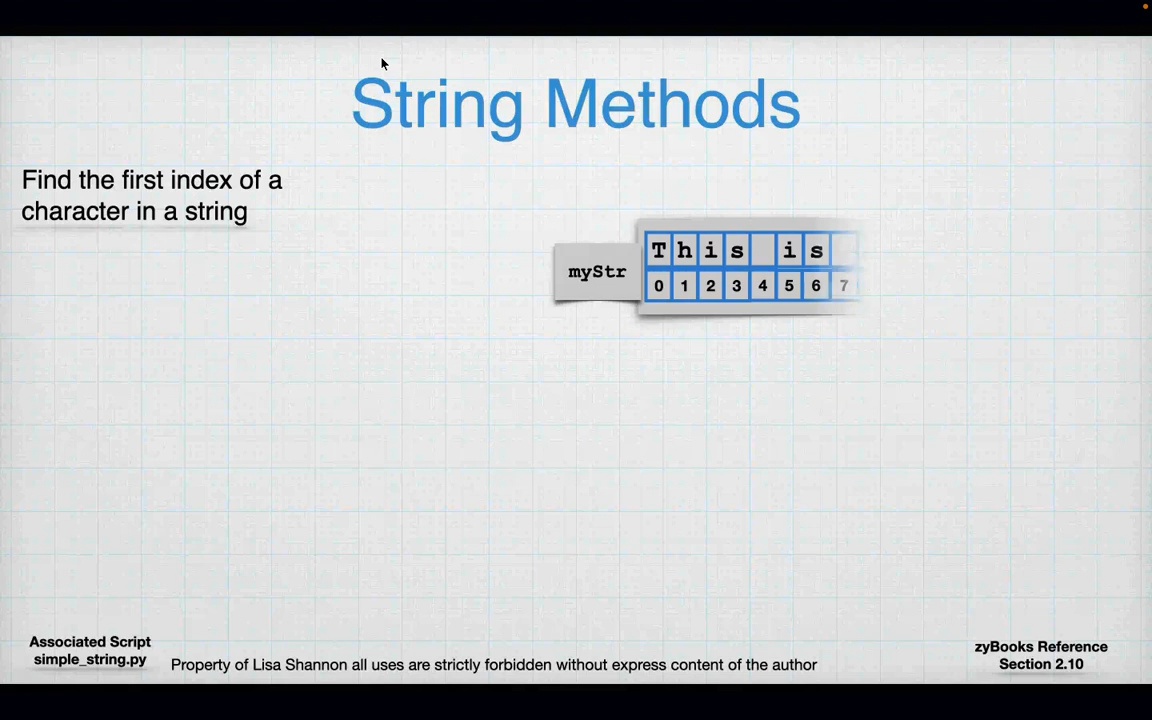 String Methods
Find the first index of a
character in a string
myStr
T h i s   i s
0 1 2 3 4 5 6 7
Associated Script
simple_string.py
Property of Lisa Shannon all uses are strictly forbidden without express content of the author
zyBooks Reference
Section 2.10